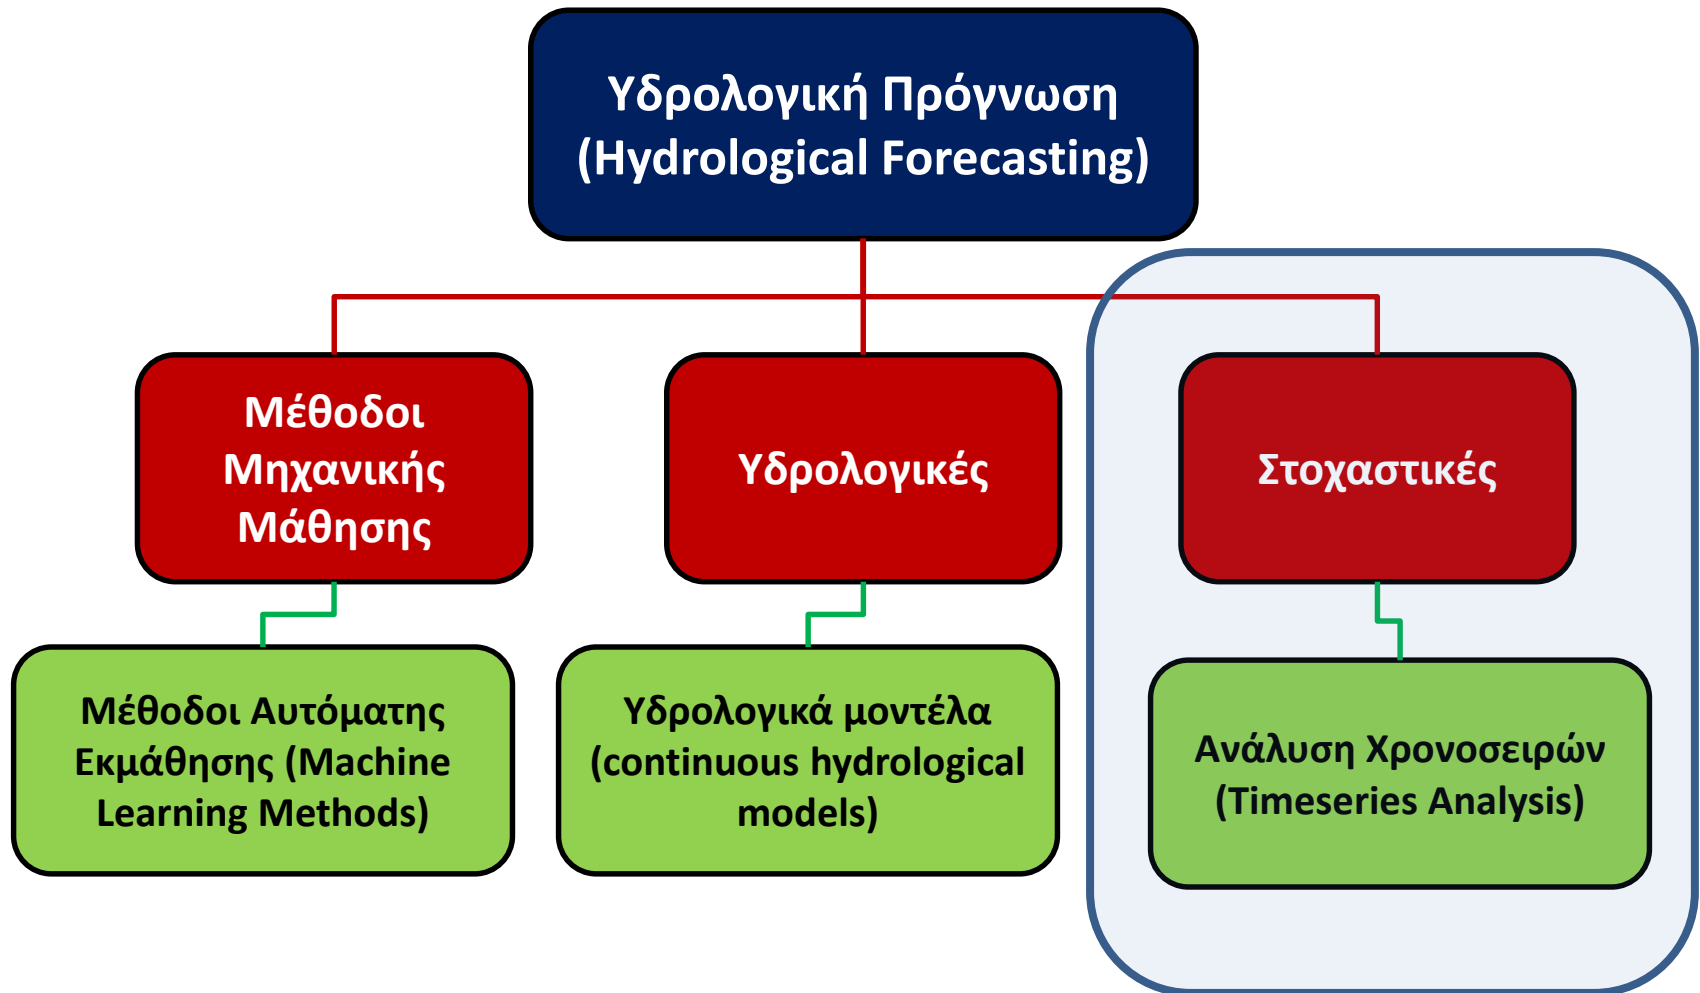 Υδρολογική Πρόγνωση
(Hydrological Forecasting)
Μέθοδοι
Μηχανικής
Μάθησης
Υδρολογικές
Στοχαστικές
Μέθοδοι Αυτόματης
Εκμάθησης (Machine
Learning Methods)
Υδρολογικά μοντέλα
(continuous hydrological
models)
Ανάλυση Χρονοσειρών
(Timeseries Analysis)